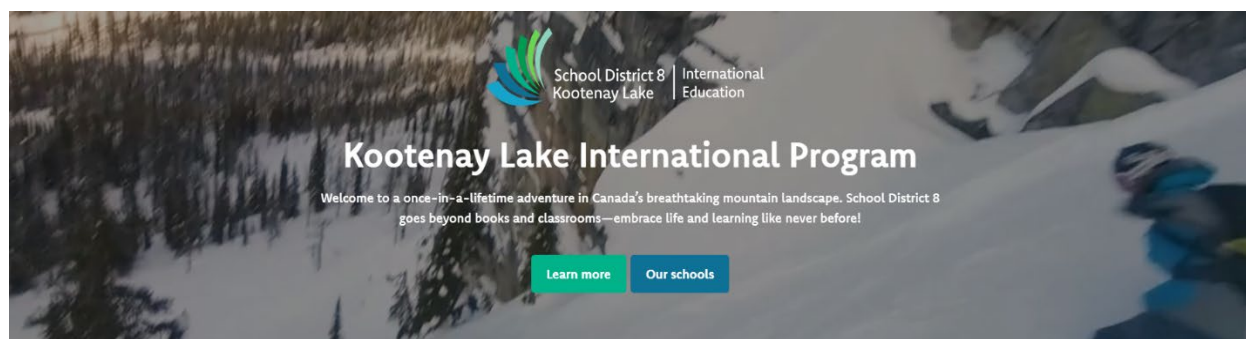 School District 8 | International
Kootenay Lake | Education
Kootenay Lake International Program
Welcome to a once-in-a-lifetime adventure in Canada's breathtaking mountain landscape. School District 8
goes beyond books and classrooms—embrace life and learning like never before!
Learn more
Our schools